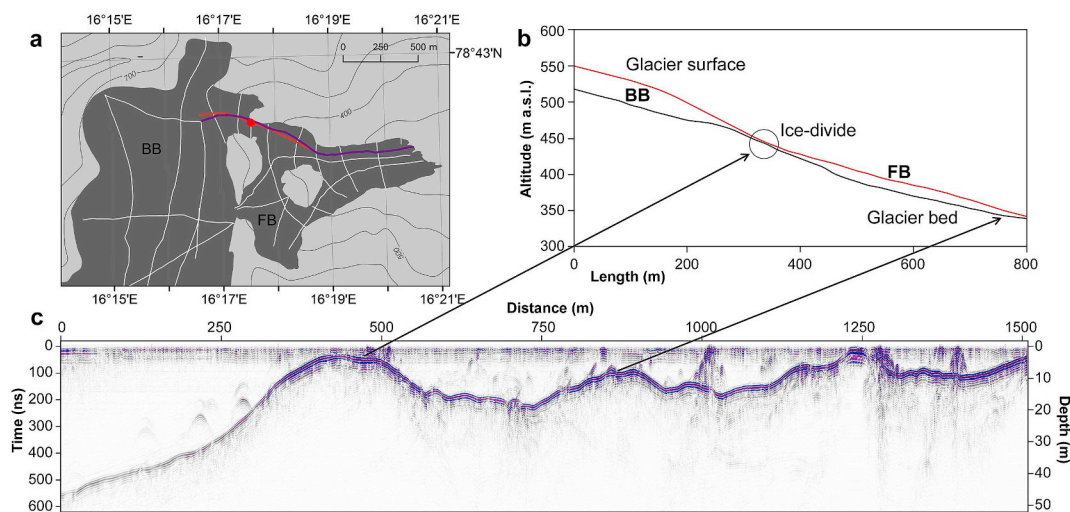 16°15'E 16°17'E 16°19'E 16°21'E
a
0 250 500 m
78°43'N
700
400
BB
FB
500
16°15'E 16°17'E 16°19'E 16°21'E
b
600
550
500
450
400
350
300
Altitude (m a.s.l.)
Glacier surface
BB
Ice-divide
FB
Glacier bed
0 200 400 600 800
Length (m)
c
Distance (m)
0 250 500 750 1000 1250 1500
0
100
200
300
400
500
600
Time (ns)
0
10
20
30
40
50
Depth (m)